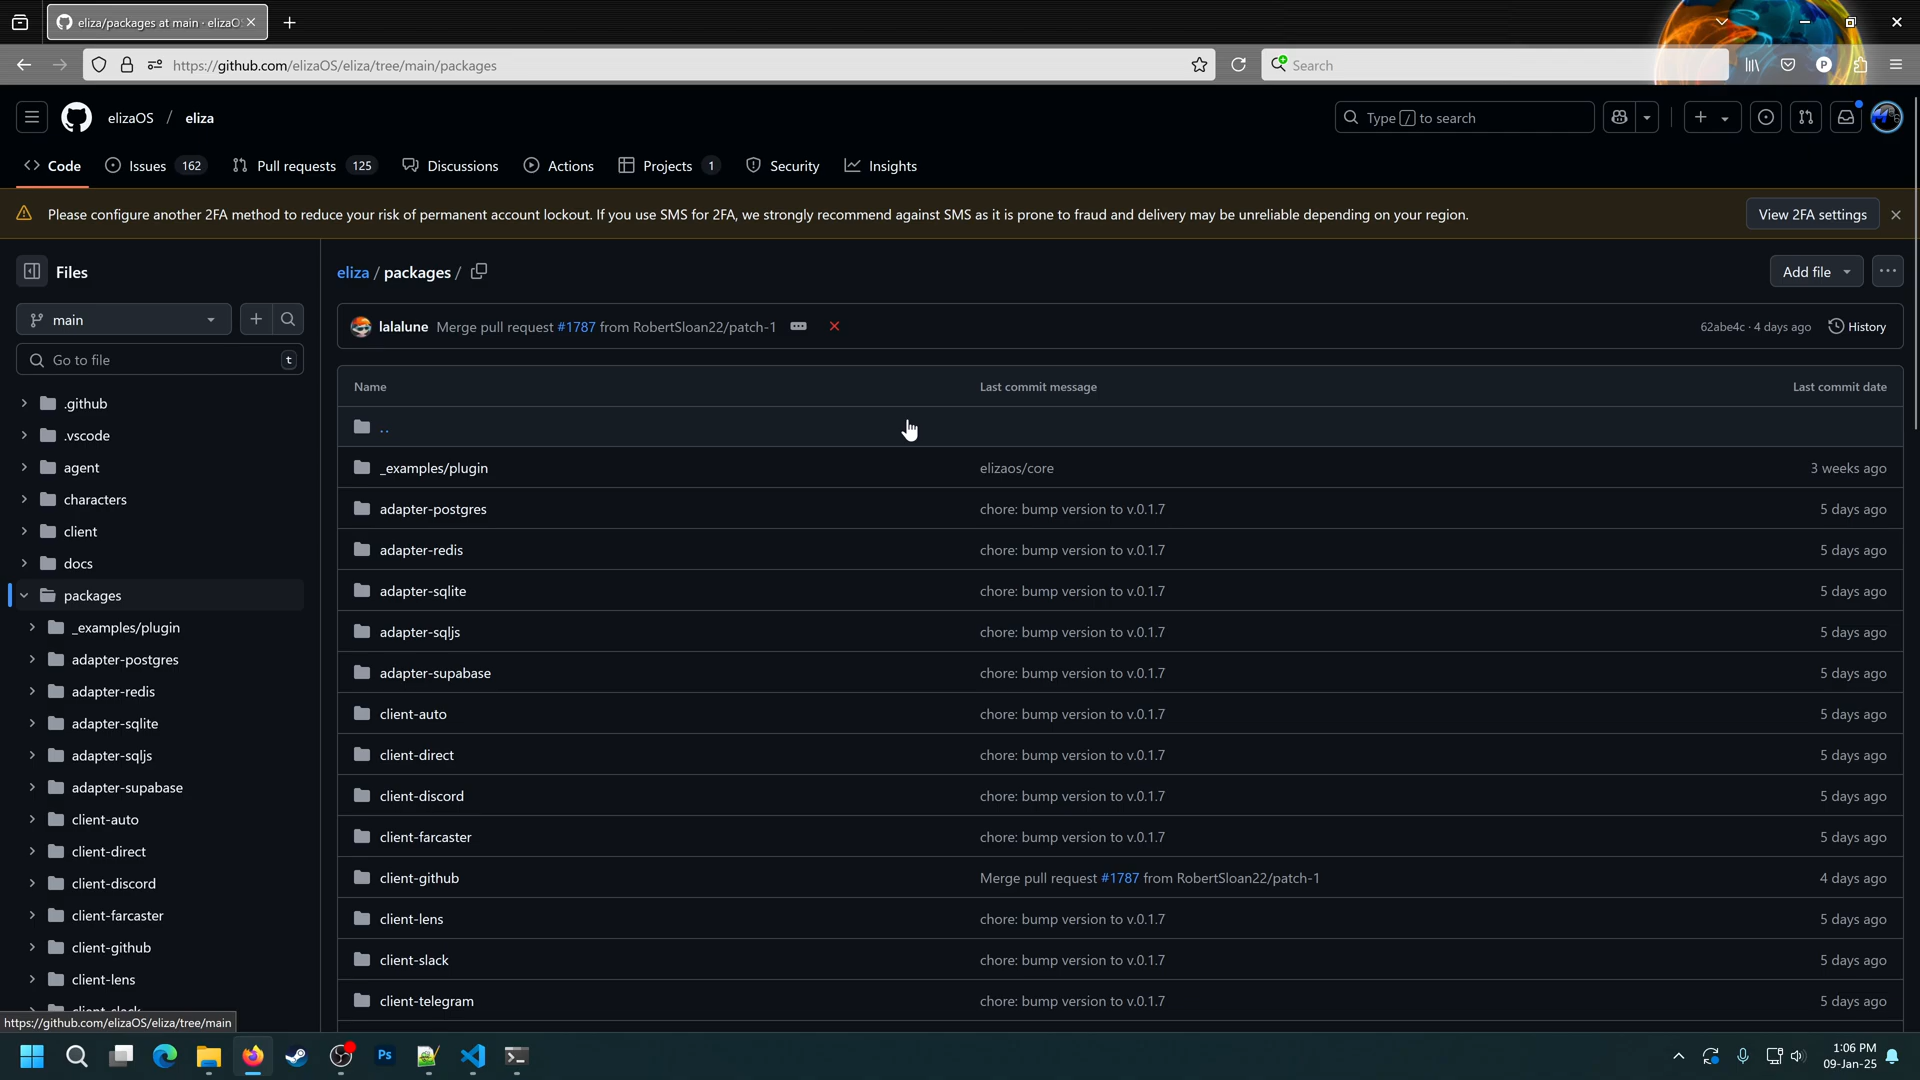 eliza/packages at main · elizaO
https://github.com/elizaOS/eliza/tree/main/packages
Search
P
elizaOS / eliza
Type / to search
Code
Issues 162
Pull requests 125
Discussions
Actions
Projects 1
Security
Insights
Please configure another 2FA method to reduce your risk of permanent account lockout. If you use SMS for 2FA, we strongly recommend against SMS as it is prone to fraud and delivery may be unreliable depending on your region.
View 2FA settings
Files
main
Go to file
t
.github
.vscode
agent
characters
client
docs
packages
_examples/plugin
adapter-postgres
adapter-redis
adapter-sqlite
adapter-sqljs
adapter-supabase
client-auto
client-direct
client-discord
client-farcaster
client-github
client-lens
client-slack
https://github.com/elizaOS/eliza/tree/main
eliza / packages /
Add file
lalalune Merge pull request #1787 from RobertSloan22/patch-1
62abe4c · 4 days ago
History
Name Last commit message Last commit date
..
_examples/plugin elizaos/core 3 weeks ago
adapter-postgres chore: bump version to v.0.1.7 5 days ago
adapter-redis chore: bump version to v.0.1.7 5 days ago
adapter-sqlite chore: bump version to v.0.1.7 5 days ago
adapter-sqljs chore: bump version to v.0.1.7 5 days ago
adapter-supabase chore: bump version to v.0.1.7 5 days ago
client-auto chore: bump version to v.0.1.7 5 days ago
client-direct chore: bump version to v.0.1.7 5 days ago
client-discord chore: bump version to v.0.1.7 5 days ago
client-farcaster chore: bump version to v.0.1.7 5 days ago
client-github Merge pull request #1787 from RobertSloan22/patch-1 4 days ago
client-lens chore: bump version to v.0.1.7 5 days ago
client-slack chore: bump version to v.0.1.7 5 days ago
client-telegram chore: bump version to v.0.1.7 5 days ago
Ps
1:06 PM
09-Jan-25